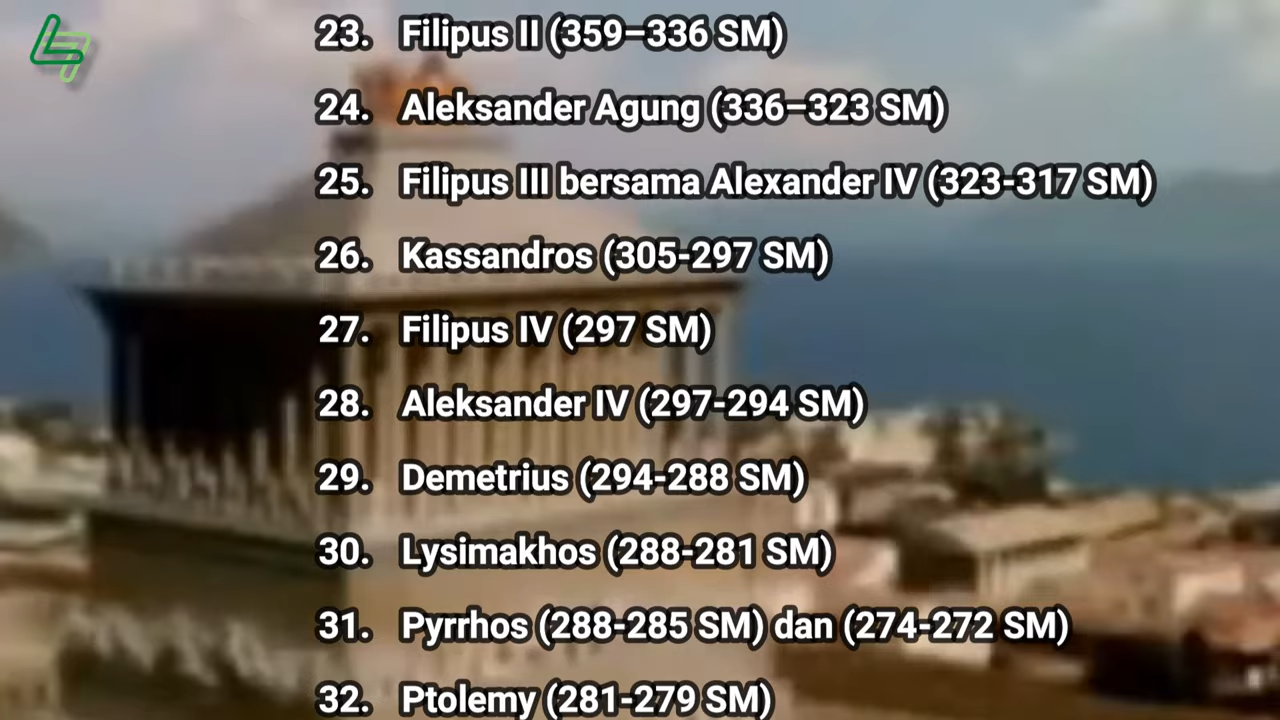 23. Filipus II (359–336 SM)
24. Aleksander Agung (336–323 SM)
25. Filipus III bersama Alexander IV (323-317 SM)
26. Kassandros (305-297 SM)
27. Filipus IV (297 SM)
28. Aleksander IV (297-294 SM)
29. Demetrius (294-288 SM)
30. Lysimakhos (288-281 SM)
31. Pyrrhos (288-285 SM) dan (274-272 SM)
32. Ptolemy (281-279 SM)